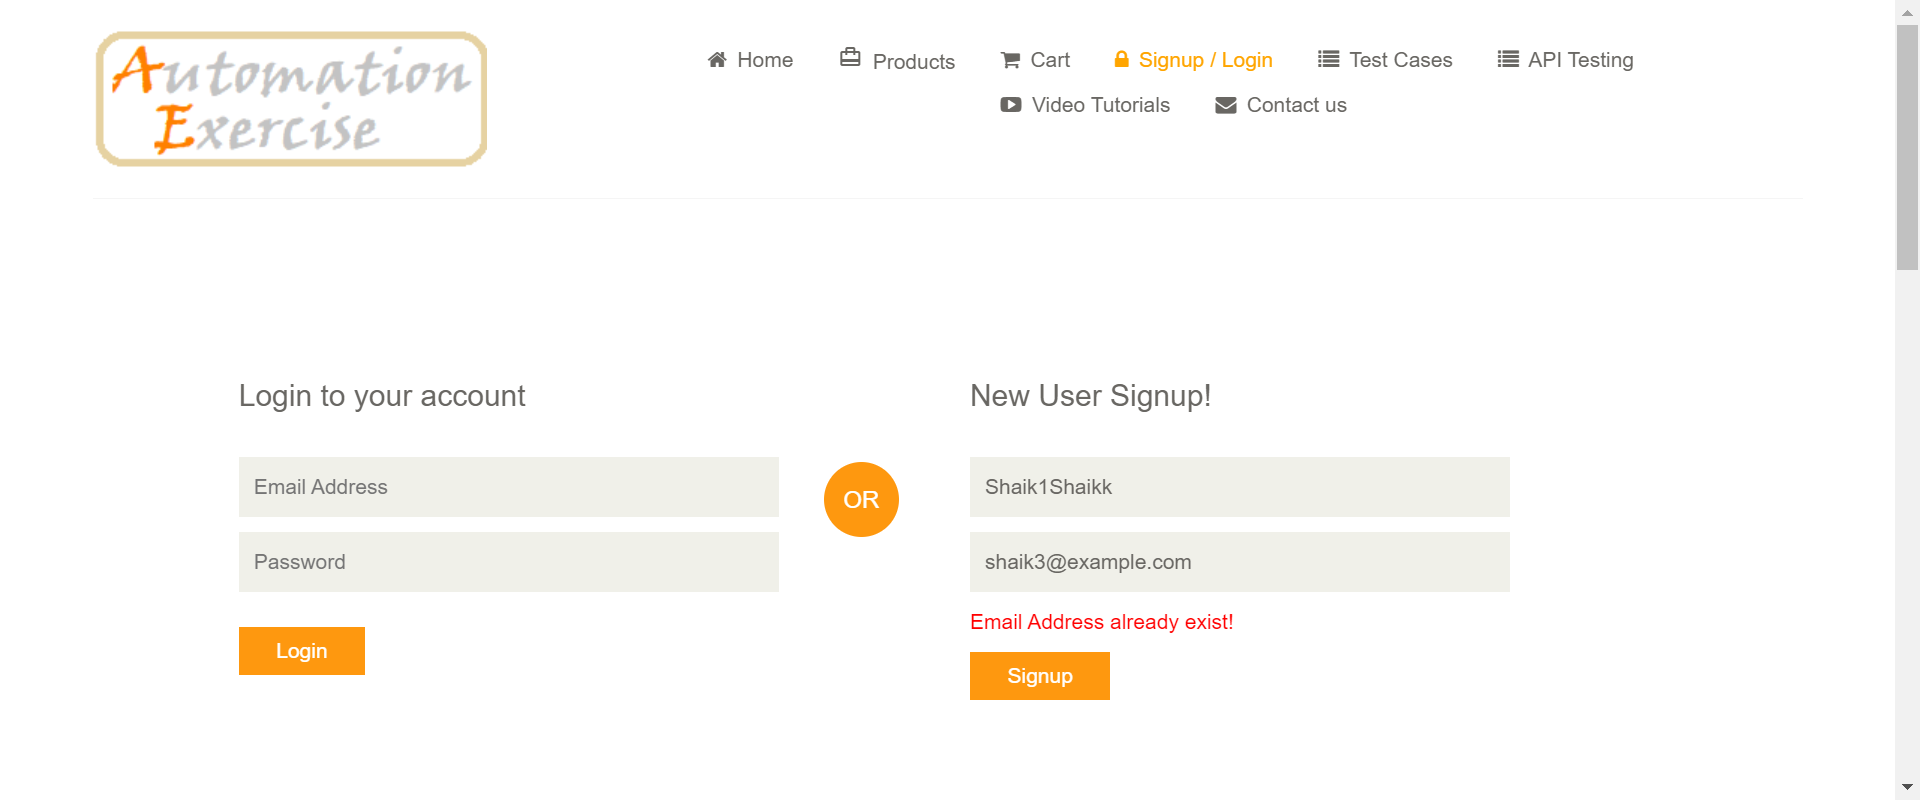 Automation
Exercise
Home
Products
Cart
Signup / Login
Test Cases
API Testing
Video Tutorials
Contact us
Login to your account
Email Address
Password
Login
OR
New User Signup!
Shaik1Shaikk
shaik3@example.com
Email Address already exist!
Signup